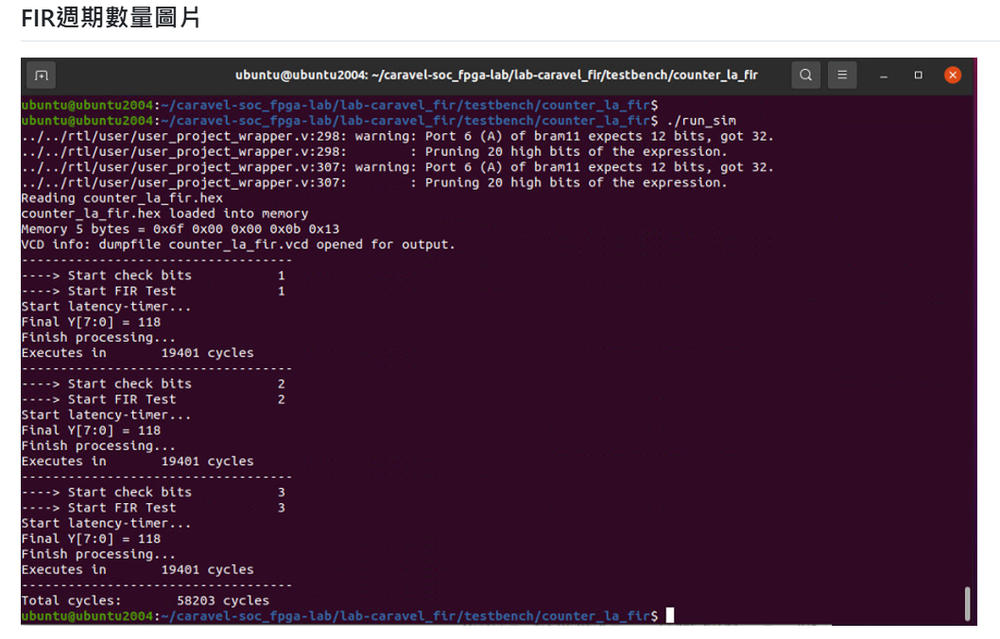 FIR週期數量圖片
ubuntu@ubuntu2004: ~/caravel-soc_fpga-lab/lab-caravel_fir/testbench/counter_la_fir
ubuntu@ubuntu2004:~/caravel-soc_fpga-lab/lab-caravel_fir/testbench/counter_la_fir$
ubuntu@ubuntu2004:~/caravel-soc_fpga-lab/lab-caravel_fir/testbench/counter_la_fir$ ./run_sim
../../rtl/user/user_project_wrapper.v:298: warning: Port 6 (A) of bram11 expects 12 bits, got 32.
../../rtl/user/user_project_wrapper.v:298:        : Pruning 20 high bits of the expression.
../../rtl/user/user_project_wrapper.v:307: warning: Port 6 (A) of bram11 expects 12 bits, got 32.
../../rtl/user/user_project_wrapper.v:307:        : Pruning 20 high bits of the expression.
Reading counter_la_fir.hex
counter_la_fir.hex loaded into memory
Memory 5 bytes = 0x6f 0x00 0x00 0x0b 0x13
VCD info: dumpfile counter_la_fir.vcd opened for output.
-----------------------------------
----> Start check bits           1
----> Start FIR Test             1
Start latency-timer...
Final Y[7:0] = 118
Finish processing...
Executes in       19401 cycles
-----------------------------------
----> Start check bits           2
----> Start FIR Test             2
Start latency-timer...
Final Y[7:0] = 118
Finish processing...
Executes in       19401 cycles
-----------------------------------
----> Start check bits           3
----> Start FIR Test             3
Start latency-timer...
Final Y[7:0] = 118
Finish processing...
Executes in       19401 cycles
-----------------------------------
Total cycles:       58203 cycles
ubuntu@ubuntu2004:~/caravel-soc_fpga-lab/lab-caravel_fir/testbench/counter_la_fir$